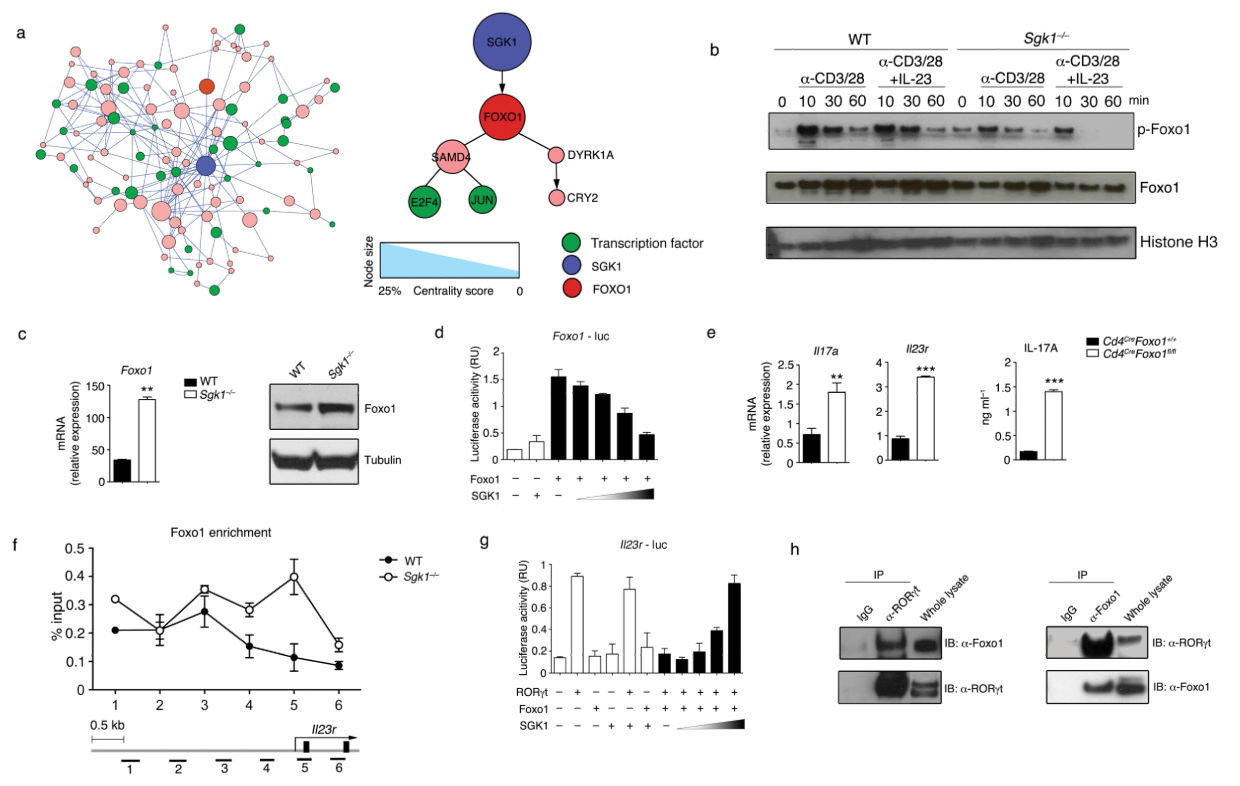 a
SGK1
FOXO1
SAMD4
DYRK1A
E2F4
JUN
CRY2
Node size
25% Centrality score 0
Transcription factor
SGK1
FOXO1
b
WT Sgk1–/–
α-CD3/28 α-CD3/28 +IL-23 α-CD3/28 α-CD3/28 +IL-23
0 10 30 60 10 30 60 0 10 30 60 10 30 60 min
p-Foxo1
Foxo1
Histone H3
c
Foxo1
mRNA
(relative expression)
150
100
50
0
**
WT
Sgk1–/–
WT Sgk1–/–
Foxo1
Tubulin
d
Foxo1 - luc
Luciferase acitivity (RU)
2
1.5
1
0.5
0
Foxo1 – – + + + + +
SGK1 – + –
e
Il17a
mRNA
(relative expression)
2.5
2
1.5
1
0.5
0
**
Il23r
4
3
2
1
0
***
IL-17A
ng ml–1
2
1.5
1
0.5
0
***
Cd4CreFoxo1+/+
Cd4CreFoxo1fl/fl
f
Foxo1 enrichment
% input
0.5
0.4
0.3
0.2
0.1
0
1 2 3 4 5 6
WT
Sgk1–/–
0.5 kb
Il23r
1 2 3 4 5 6
g
Il23r - luc
Luciferase acitivity (RU)
1
0.8
0.6
0.4
0.2
0
RORγt – + – – + – + + + + +
Foxo1 – – + – – + + + + + +
SGK1 – – – + + + –
h
IP
IgG α-RORγt Whole lysate
IB: α-Foxo1
IB: α-RORγt
IP
IgG α-Foxo1 Whole lysate
IB: α-RORγt
IB: α-Foxo1